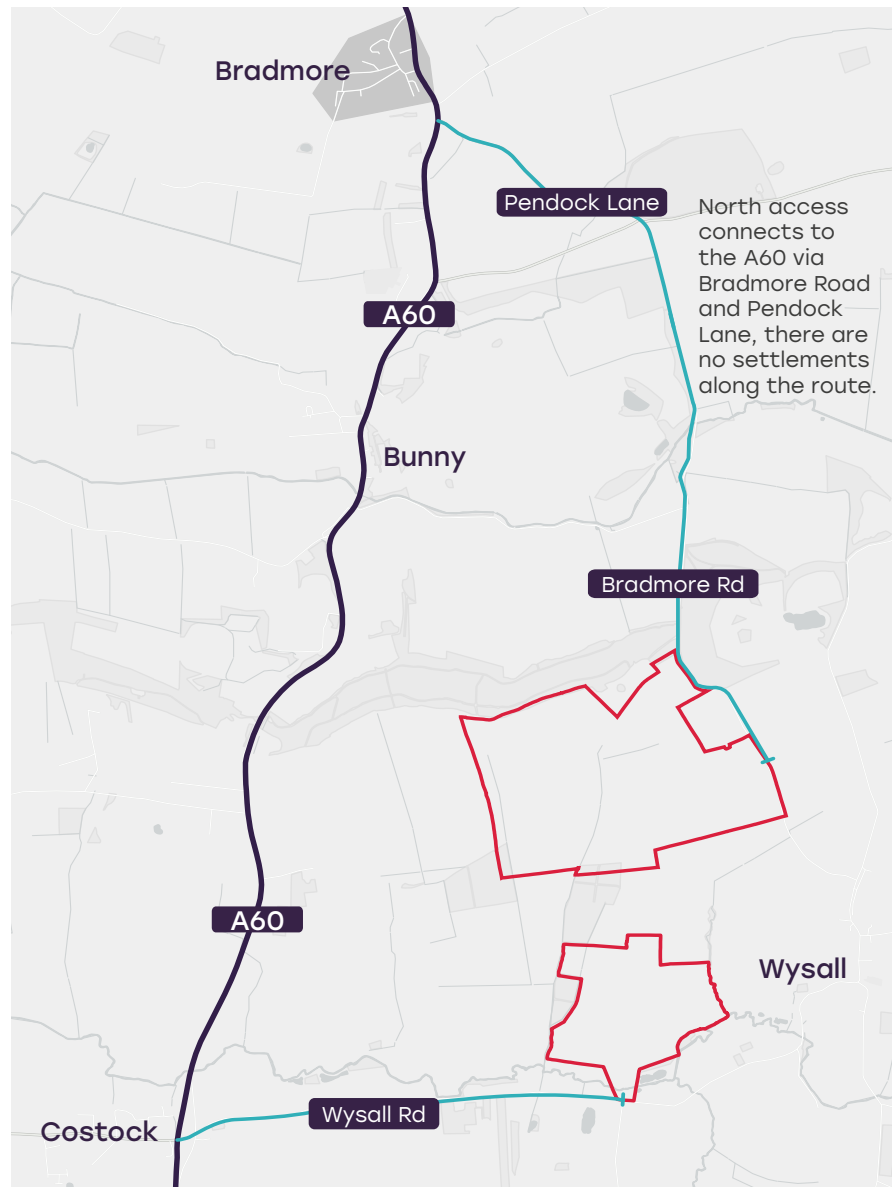 Bradmore
Pendock Lane
North access
connects to
the A60 via
Bradmore Road
and Pendock
Lane, there are
no settlements
along the route.
A60
Bunny
Bradmore Rd
A60
Wysall
Wysall Rd
Costock